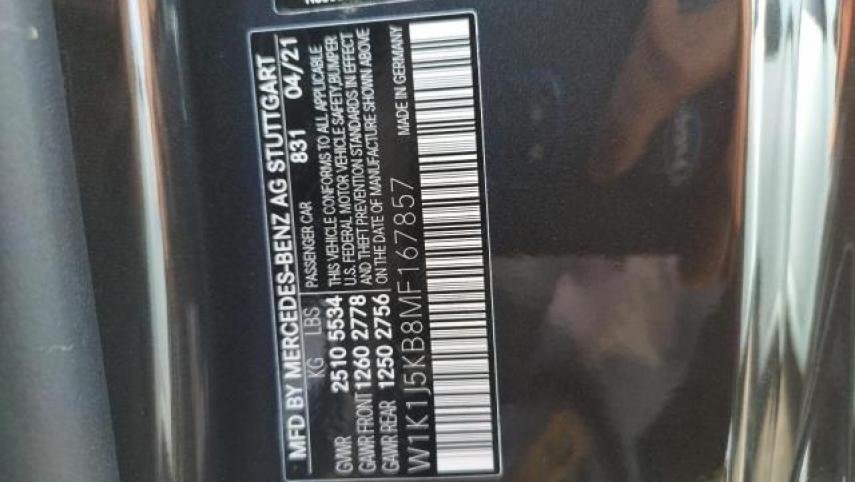 MFD BY MERCEDES-BENZ AG STUTTGART
KG LBS PASSENGER CAR 831 04/21
GVWR 2510 5534 THIS VEHICLE CONFORMS TO ALL APPLICABLE
U.S. FEDERAL MOTOR VEHICLE SAFETY,BUMPER
GAWR FRONT 1260 2778 AND THEFT PREVENTION STANDARDS IN EFFECT
GAWR REAR 1250 2756 ON THE DATE OF MANUFACTURE SHOWN ABOVE
W1K1J5KB8MF167857 MADE IN GERMANY